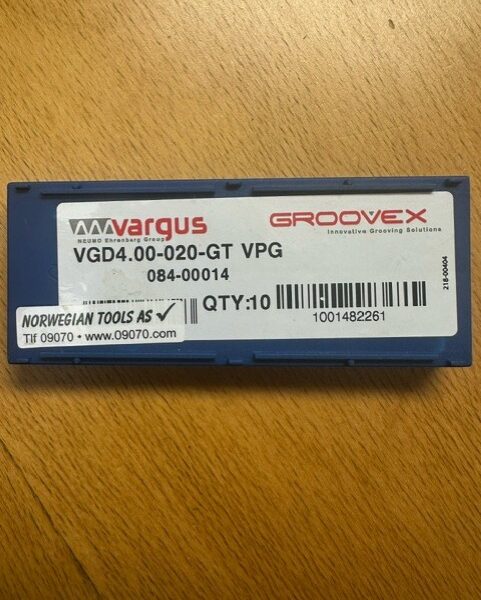 vargus
NEUMO Ehrenberg Group
GROOVEX
Innovative Grooving Solutions
VGD4.00-020-GT VPG
084-00014
218-00404
QTY:10
1001482261
NORWEGIAN TOOLS AS
Tlf 09070 • www.09070.com